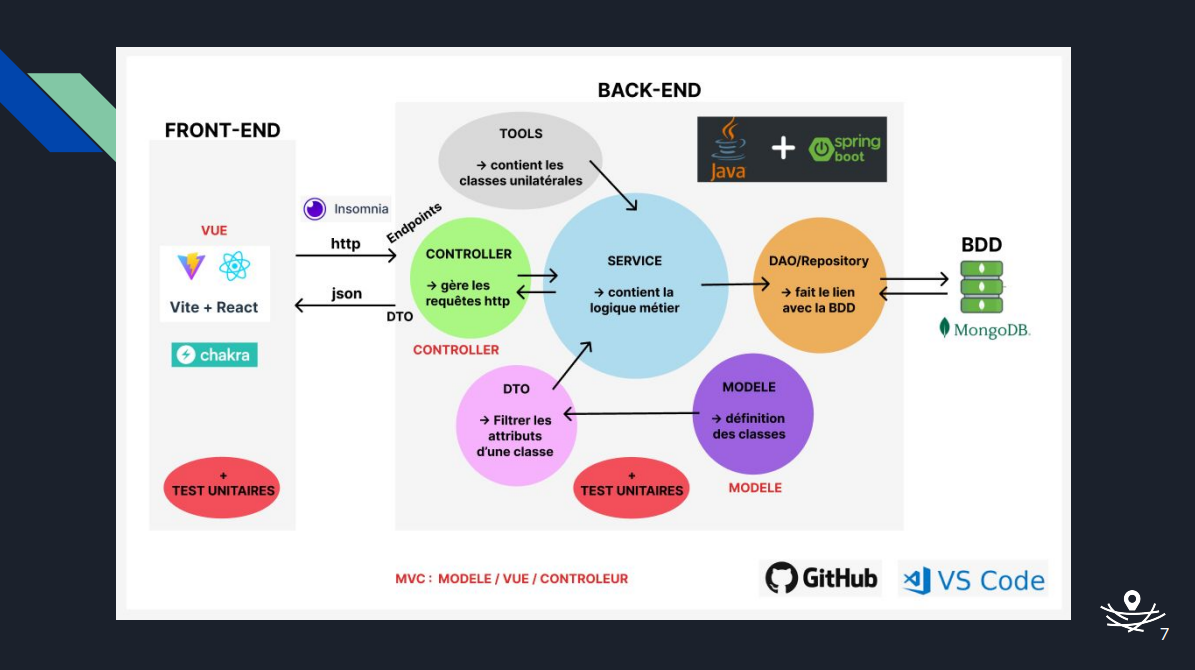 BACK-END
FRONT-END
TOOLS
→ contient les
classes unilatérales
Java
+
spring
boot
Insomnia
Endpoints
VUE
http
Vite + React
json
DTO
chakra
CONTROLLER
→ gère les
requêtes http
CONTROLLER
SERVICE
→ contient la
logique métier
DAO/Repository
→ fait le lien
avec la BDD
BDD
MongoDB.
DTO
→ Filtrer les
attributs
d'une classe
MODELE
→ définition
des classes
MODELE
+
TEST UNITAIRES
+
TEST UNITAIRES
MVC : MODELE / VUE / CONTROLEUR
GitHub
VS Code
7